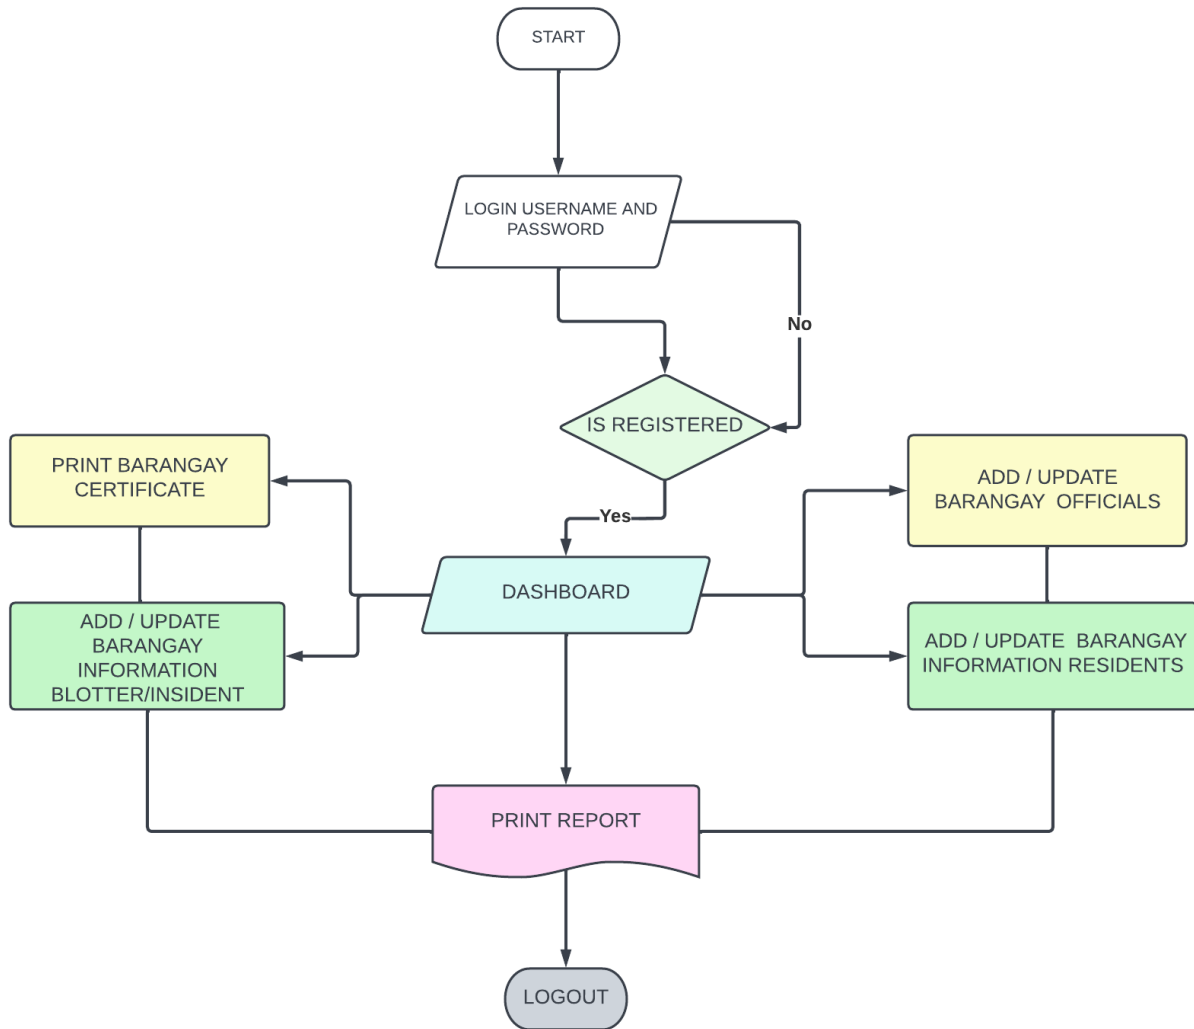 START
LOGIN USERNAME AND
PASSWORD
No
IS REGISTERED
Yes
PRINT BARANGAY
CERTIFICATE
ADD / UPDATE
BARANGAY OFFICIALS
DASHBOARD
ADD / UPDATE
BARANGAY
INFORMATION
BLOTTER/INSIDENT
ADD / UPDATE BARANGAY
INFORMATION RESIDENTS
PRINT REPORT
LOGOUT